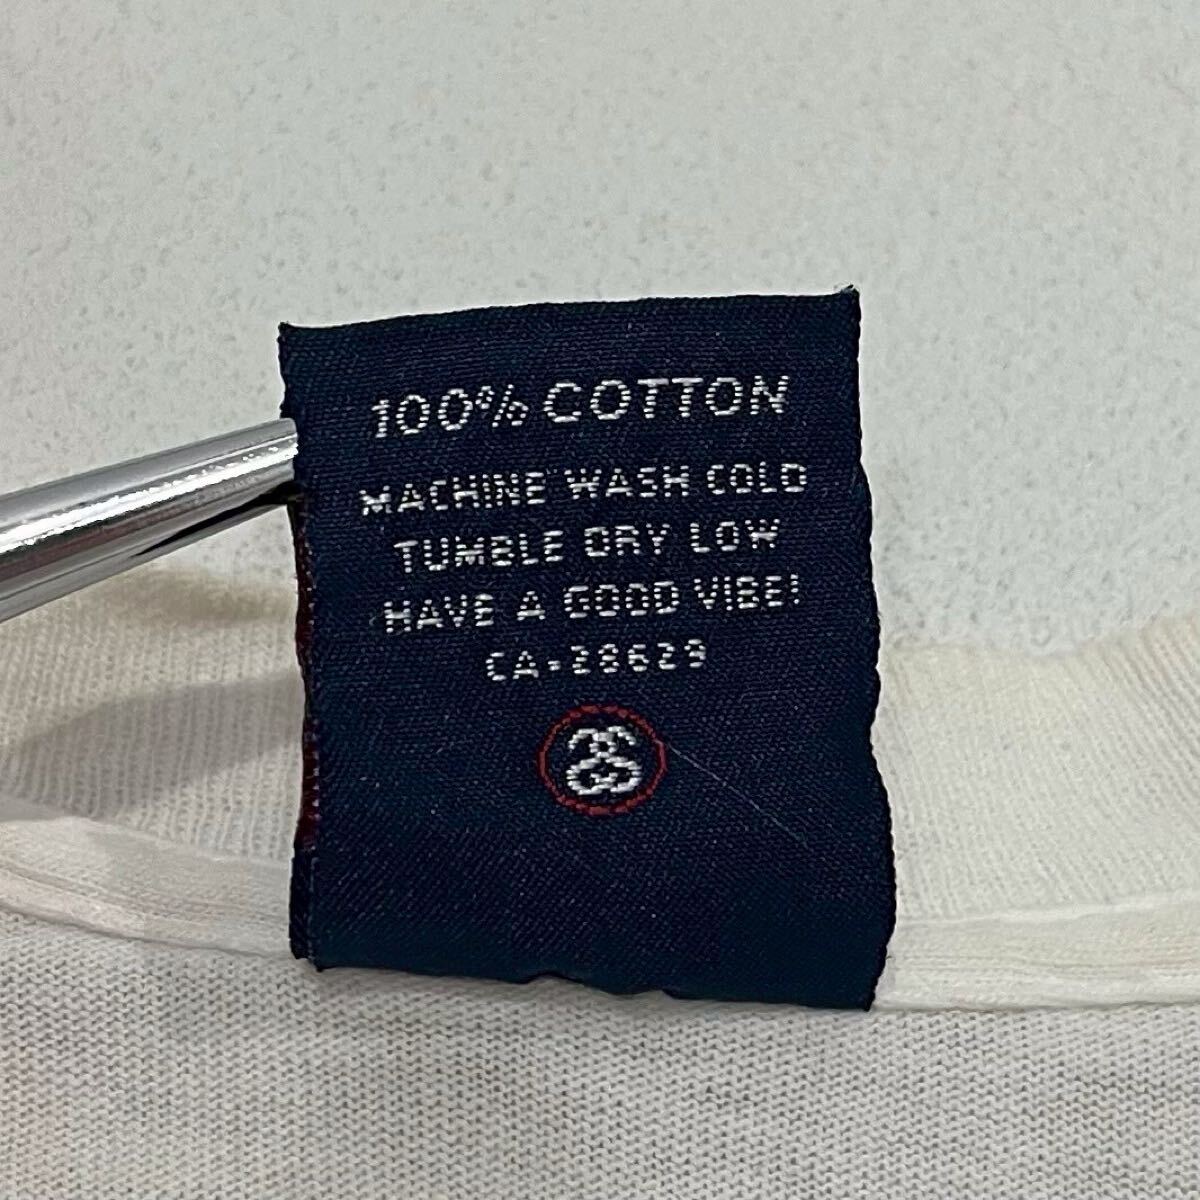 100% COTTON
MACHINE WASH COLD
TUMBLE DRY LOW
HAVE A GOOD VIBE!
CA-28629